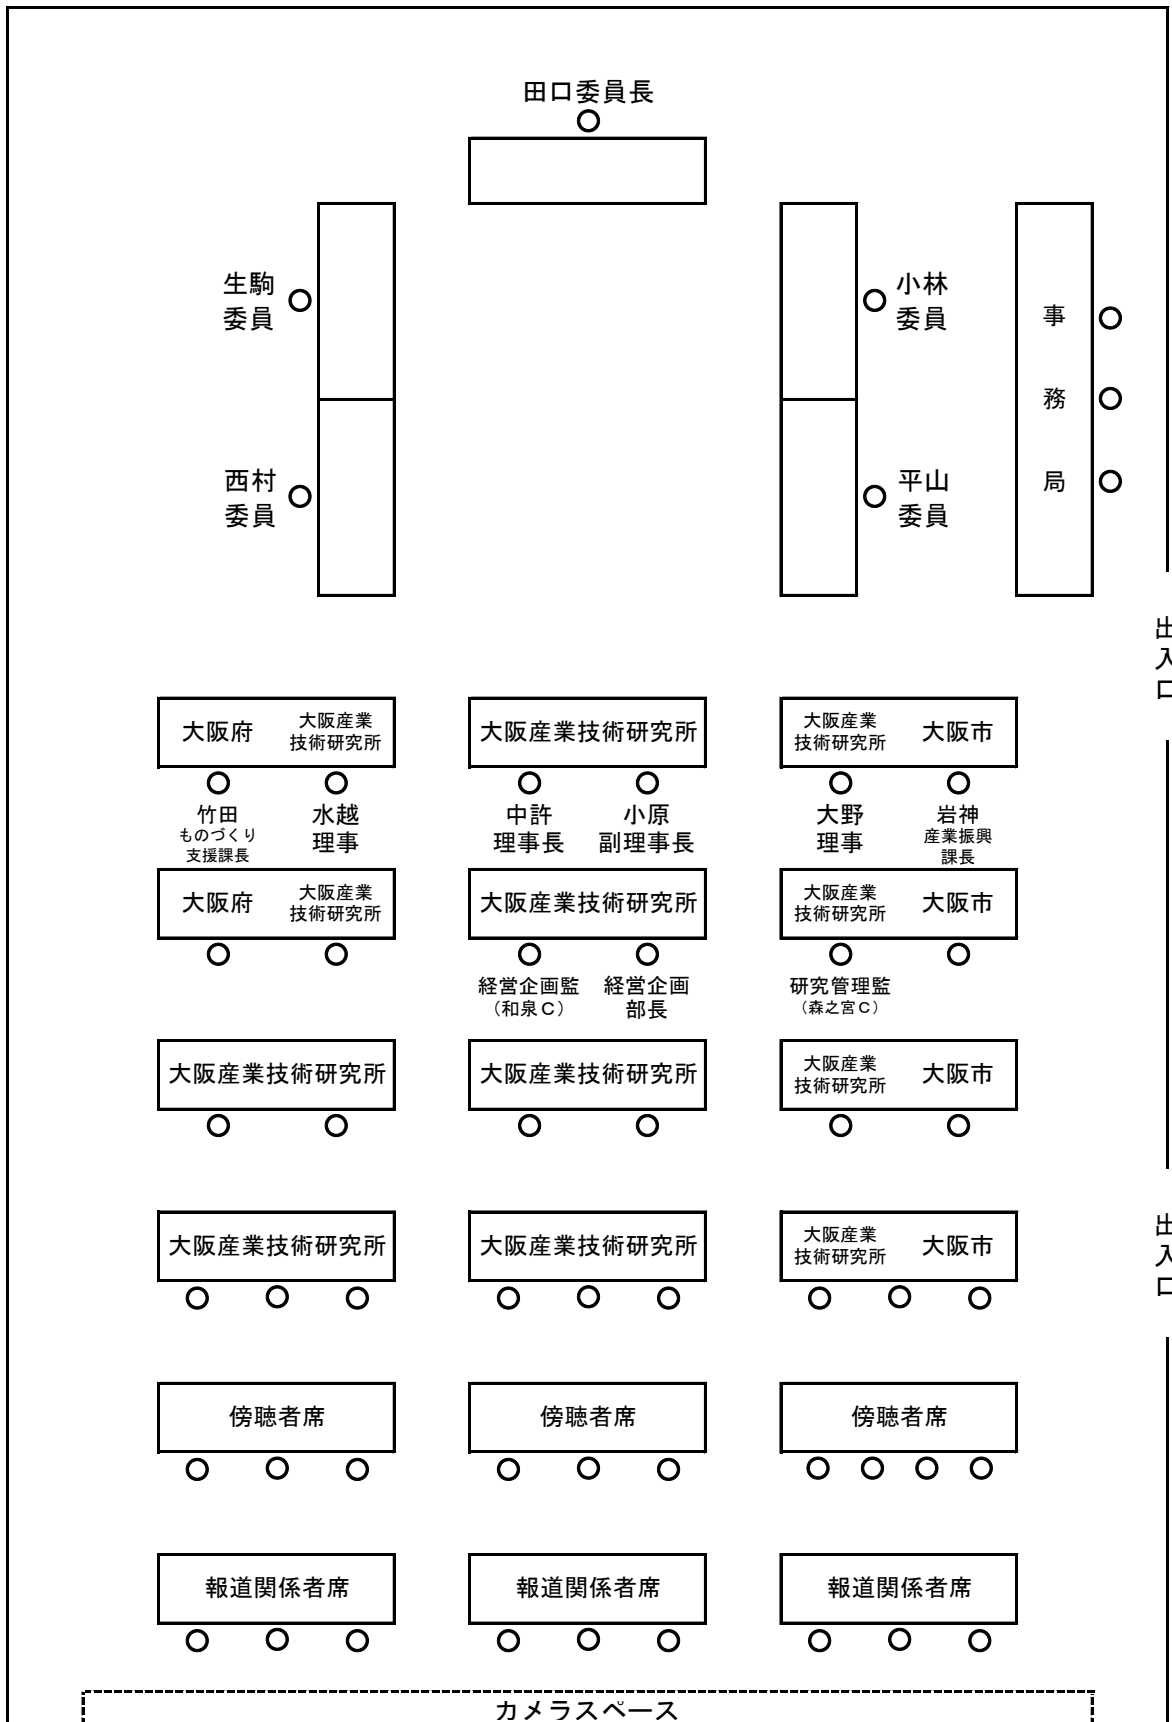 田口委員長
生駒
委員
小林
委員
事
務
局
西村
委員
平山
委員
出
入
口
大阪府
大阪産業
技術研究所
大阪産業技術研究所
大阪産業
技術研究所
大阪市
竹田
ものづくり
支援課長
水越
理事
中許
理事長
小原
副理事長
大野
理事
岩神
産業振興
課長
大阪府
大阪産業
技術研究所
大阪産業技術研究所
大阪産業
技術研究所
大阪市
経営企画監
（和泉Ｃ）
経営企画
部長
研究管理監
（森之宮Ｃ）
大阪産業技術研究所
大阪産業技術研究所
大阪産業
技術研究所
大阪市
大阪産業技術研究所
大阪産業技術研究所
大阪産業
技術研究所
大阪市
出
入
口
傍聴者席
傍聴者席
傍聴者席
報道関係者席
報道関係者席
報道関係者席
カメラスペース